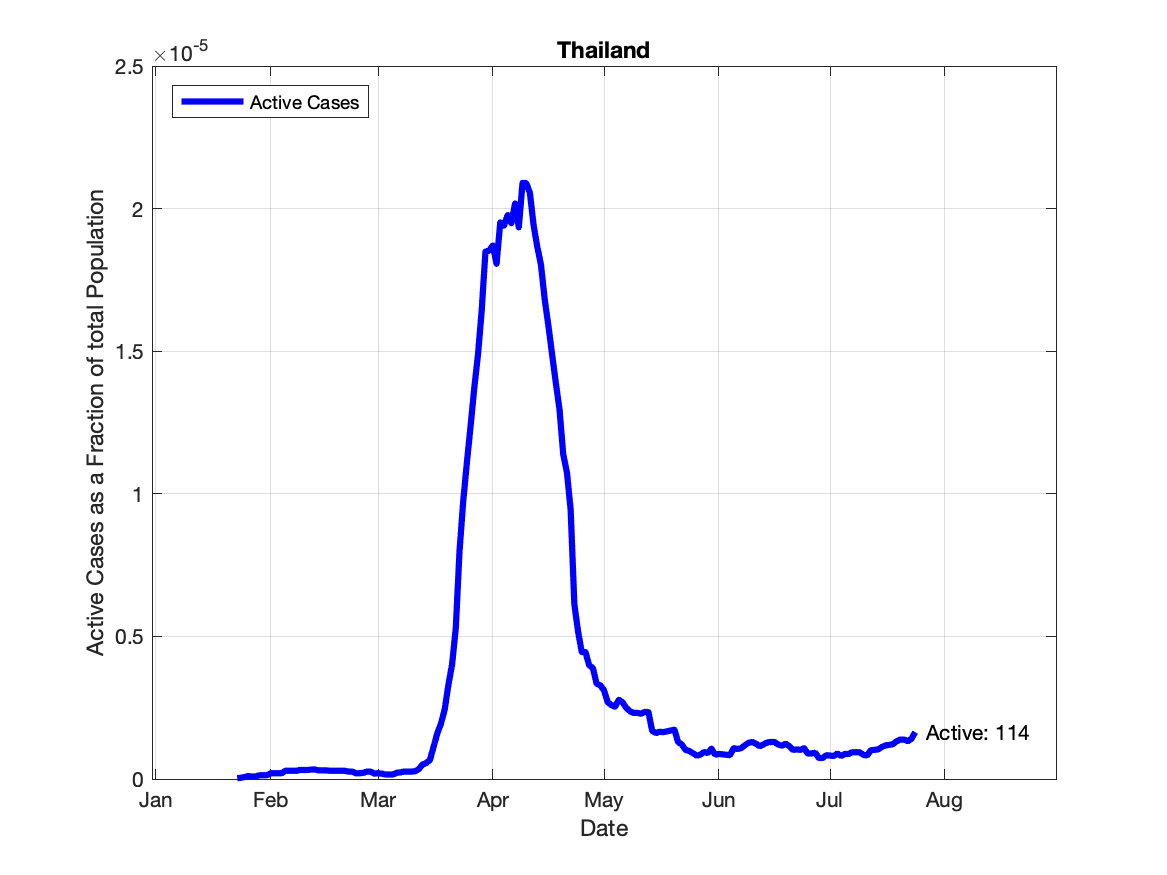 Thailand
×10-5
2.5
2
1.5
1
0.5
0
Active Cases as a Fraction of total Population
Active Cases
Active: 114
Jan Feb Mar Apr May Jun Jul Aug
Date